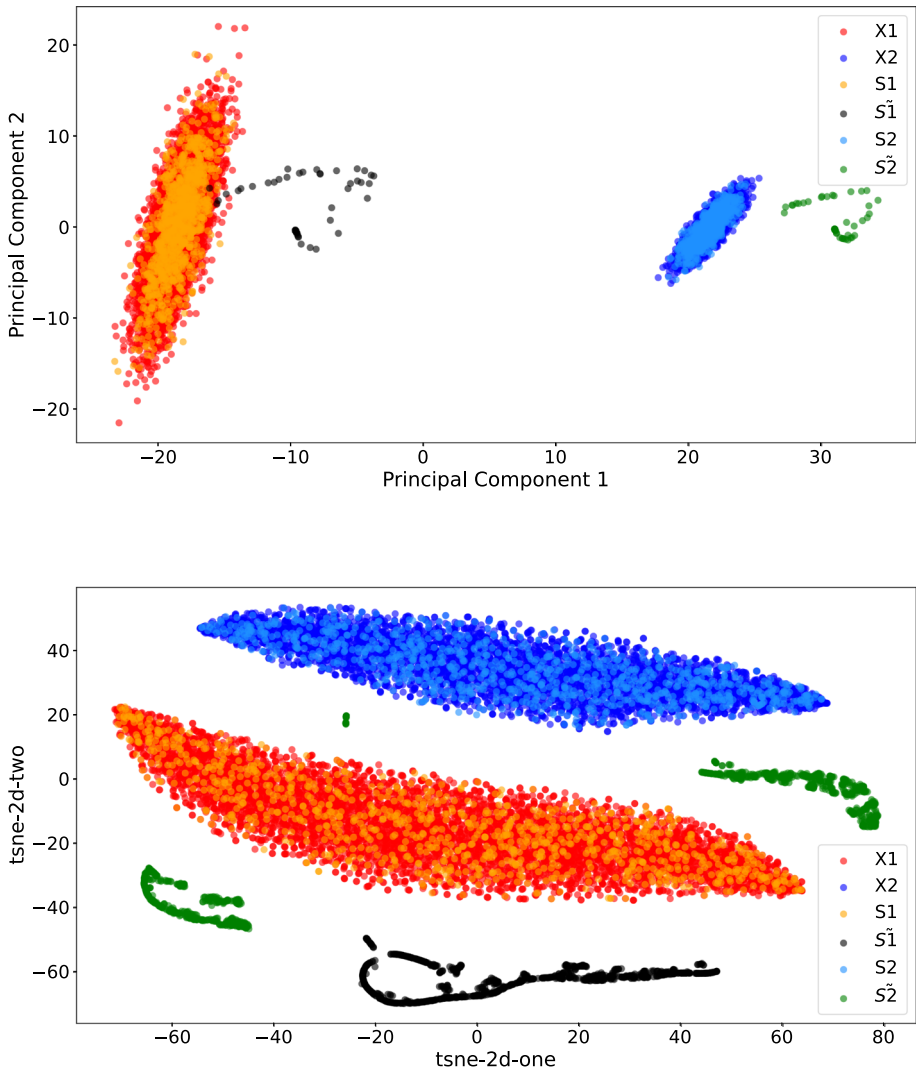 20
10
0
−10
−20
Principal Component 2
X1
X2
S1
S̃1
S2
S̃2
−20 −10 0 10 20 30
Principal Component 1
40
20
0
−20
−40
−60
tsne-2d-two
X1
X2
S1
S̃1
S2
S̃2
−60 −40 −20 0 20 40 60 80
tsne-2d-one